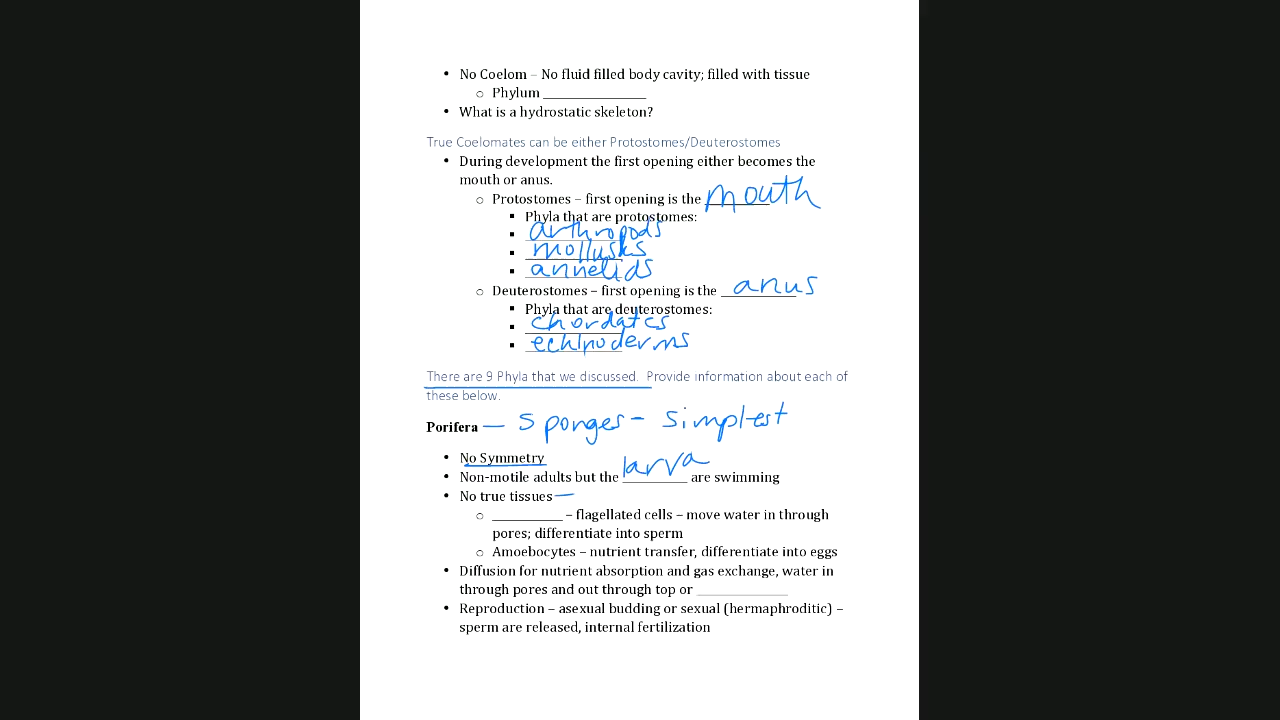 • No Coelom – No fluid filled body cavity; filled with tissue
o Phylum _______________
• What is a hydrostatic skeleton?
True Coelomates can be either Protostomes/Deuterostomes
• During development the first opening either becomes the
mouth or anus.
o Protostomes – first opening is the mouth
▪ Phyla that are protostomes:
▪ arthropods
▪ mollusks
▪ annelids
o Deuterostomes – first opening is the anus
▪ Phyla that are deuterostomes:
▪ chordates
▪ echinoderms
There are 9 Phyla that we discussed. Provide information about each of
these below.
Porifera — sponges - simplest
• No Symmetry
• Non-motile adults but the larva are swimming
• No true tissues —
o __________ – flagellated cells – move water in through
pores; differentiate into sperm
o Amoebocytes – nutrient transfer, differentiate into eggs
• Diffusion for nutrient absorption and gas exchange, water in
through pores and out through top or _____________
• Reproduction – asexual budding or sexual (hermaphroditic) –
sperm are released, internal fertilization